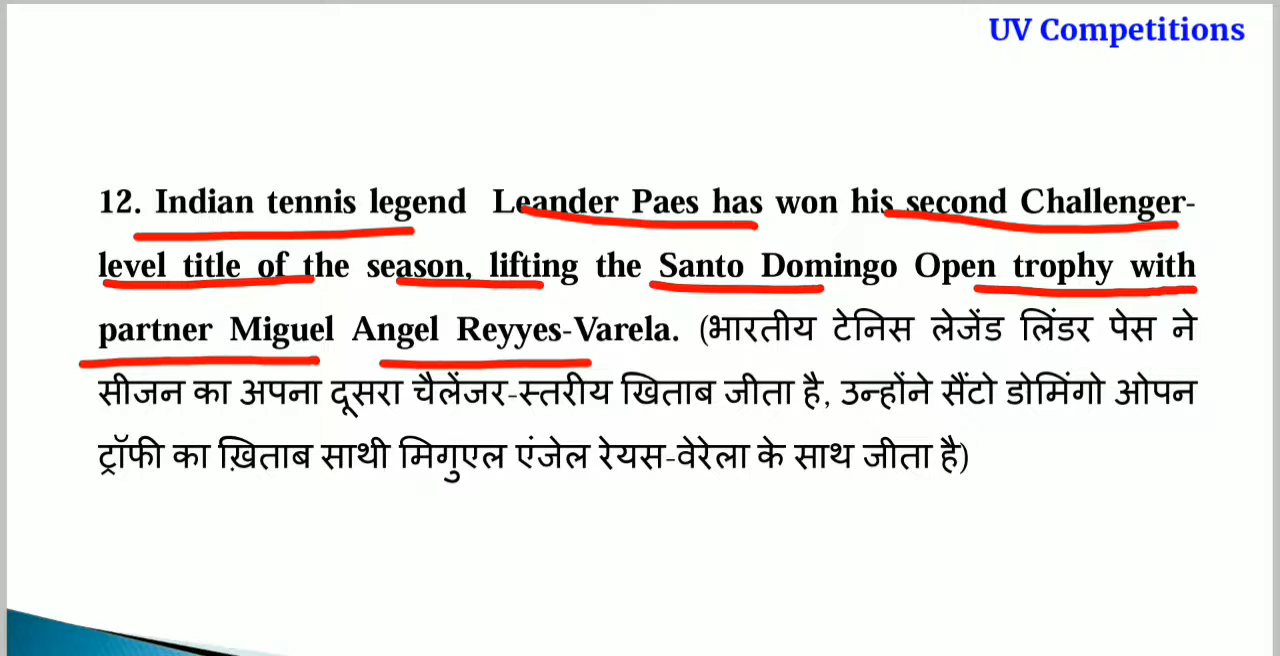 UV Competitions
12. Indian tennis legend Leander Paes has won his second Challenger-
level title of the season, lifting the Santo Domingo Open trophy with
partner Miguel Angel Reyyes-Varela. (भारतीय टेनिस लेजेंड लिंडर पेस ने
सीजन का अपना दूसरा चैलेंजर-स्तरीय खिताब जीता है, उन्होंने सैंटो डोमिंगो ओपन
ट्रॉफी का ख़िताब साथी मिगुएल एंजेल रेयस-वेरेला के साथ जीता है)